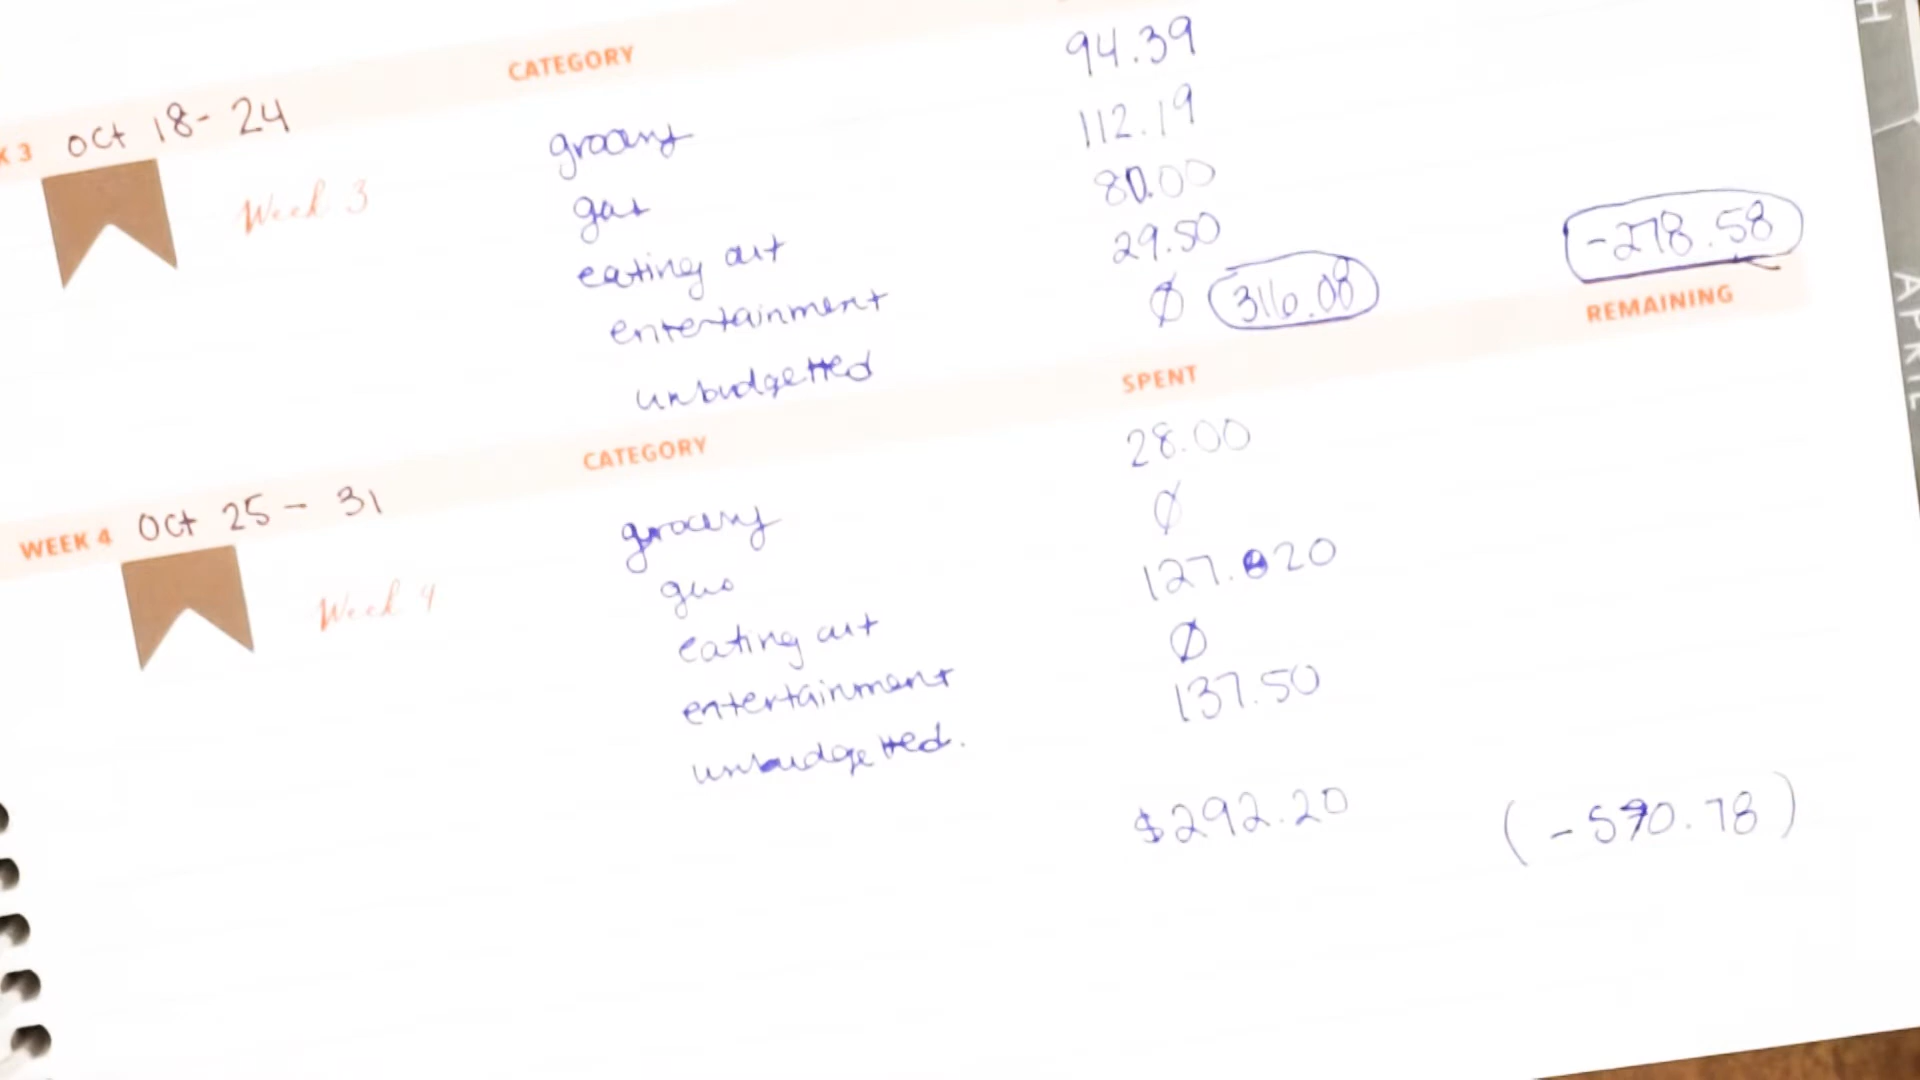 CATEGORY
K 3 Oct 18-24
Week 3
grocery 94.39
gas 112.19
eating out 80.00
entertainment 29.50
unbudgetted Ø 316.08 -278.58
CATEGORY SPENT REMAINING
WEEK 4 Oct 25 - 31
Week 4
grocery 28.00
gas Ø
eating out 127.20
entertainment Ø
unbudgetted. 137.50
$292.20 (-570.78)
H
APRIL